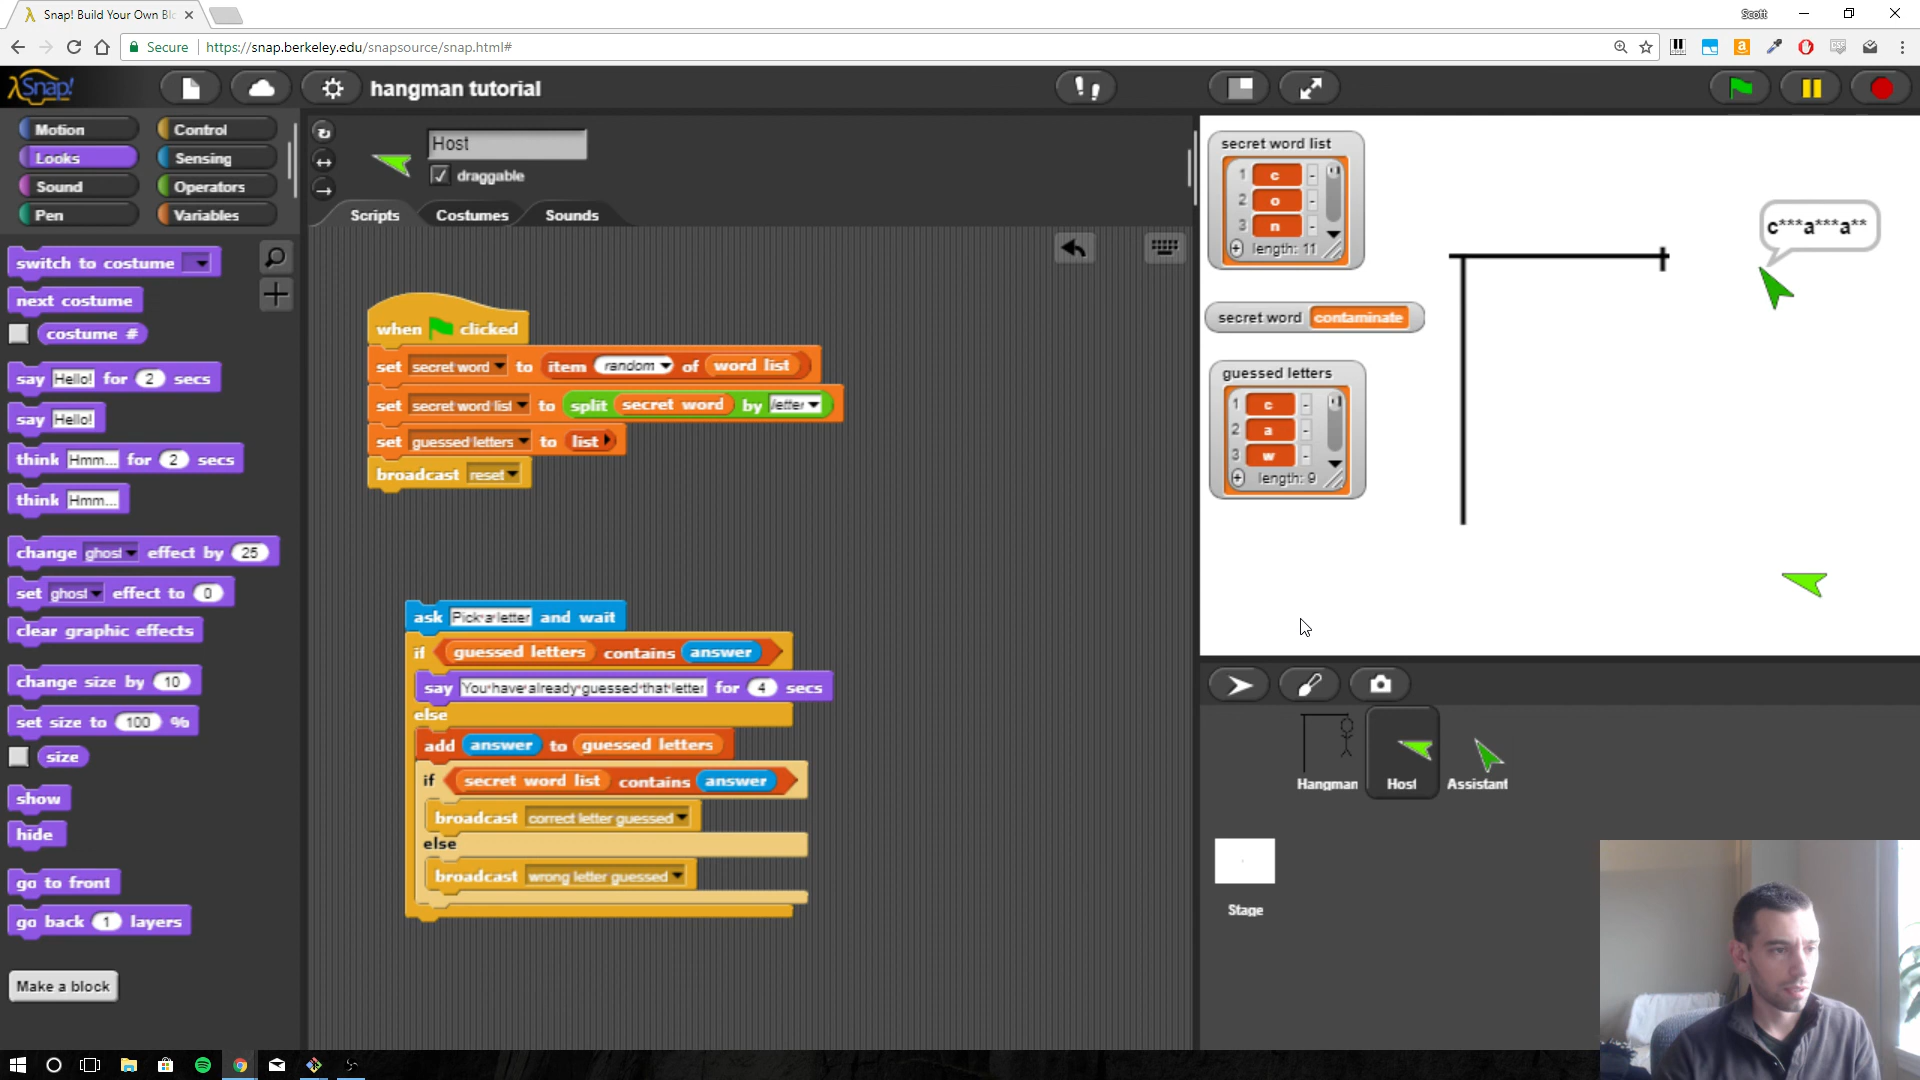 Snap! Build Your Own Blo
Scott
Secure https://snap.berkeley.edu/snapsource/snap.html#
Snap!
hangman tutorial
Motion
Control
Looks
Sensing
Sound
Operators
Pen
Variables
switch to costume
next costume
costume #
say Hello! for 2 secs
say Hello!
think Hmm... for 2 secs
think Hmm...
change ghost effect by 25
set ghost effect to 0
clear graphic effects
change size by 10
set size to 100 %
size
show
hide
go to front
go back 1 layers
Make a block
Host
draggable
Scripts Costumes Sounds
when clicked
set secret word to item random of word list
set secret word list to split secret word by letter
set guessed letters to list
broadcast reset
ask Pick a letter and wait
if guessed letters contains answer
say You have already guessed that letter for 4 secs
else
add answer to guessed letters
if secret word list contains answer
broadcast correct letter guessed
else
broadcast wrong letter guessed
secret word list
1 c
2 o
3 n
length: 11
secret word contaminate
guessed letters
1 c
2 a
3 w
length: 9
c***a***a**
Hangman
Host
Assistant
Stage